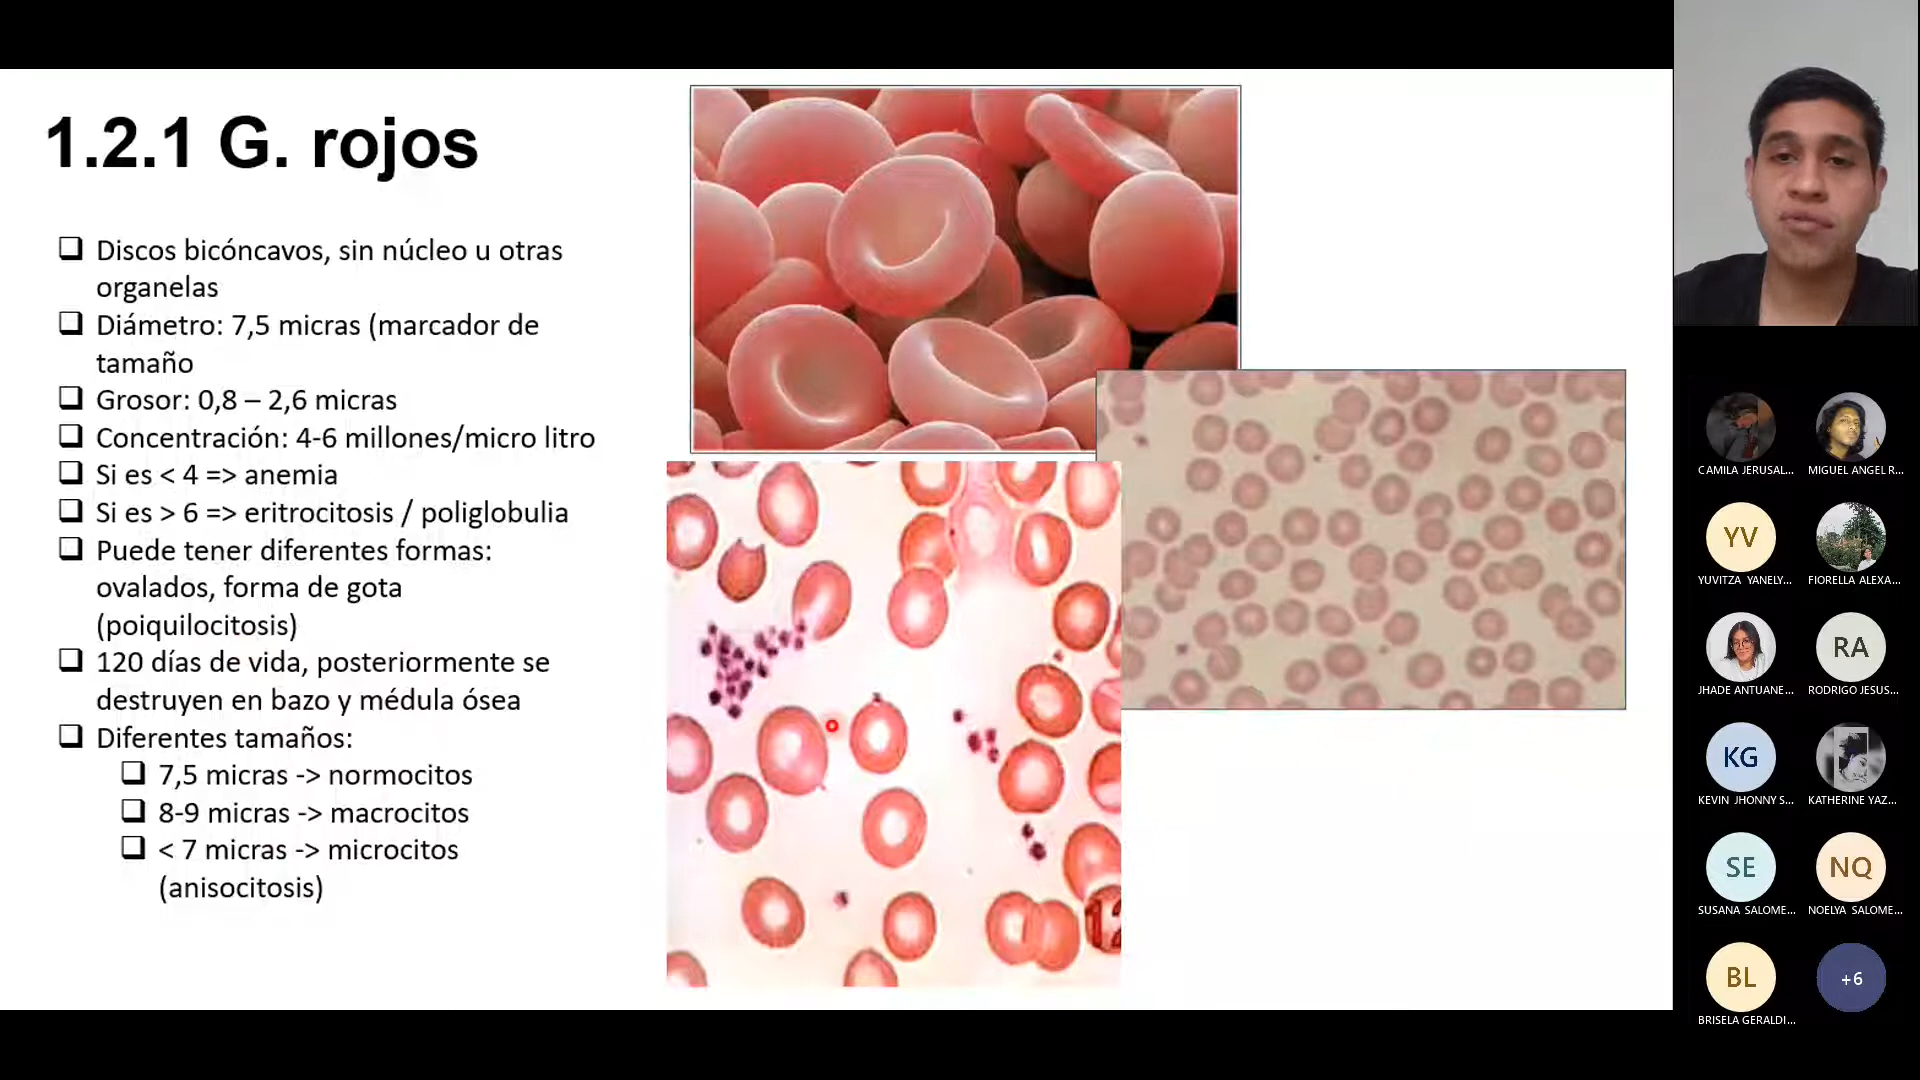 1.2.1 G. rojos
Discos bicóncavos, sin núcleo u otras
organelas
Diámetro: 7,5 micras (marcador de
tamaño
Grosor: 0,8 – 2,6 micras
Concentración: 4-6 millones/micro litro
Si es < 4 => anemia
Si es > 6 => eritrocitosis / poliglobulia
Puede tener diferentes formas:
ovalados, forma de gota
(poiquilocitosis)
120 días de vida, posteriormente se
destruyen en bazo y médula ósea
Diferentes tamaños:
7,5 micras -> normocitos
8-9 micras -> macrocitos
< 7 micras -> microcitos
(anisocitosis)
12
CAMILA JERUSAL...
MIGUEL ANGEL R...
YV
YUVITZA YANELY...
FIORELLA ALEXA...
JHADE ANTUANE...
RA
RODRIGO JESUS...
KG
KEVIN JHONNY S...
KATHERINE YAZ...
SE
SUSANA SALOME...
NQ
NOELYA SALOME...
BL
BRISELA GERALDI...
+6